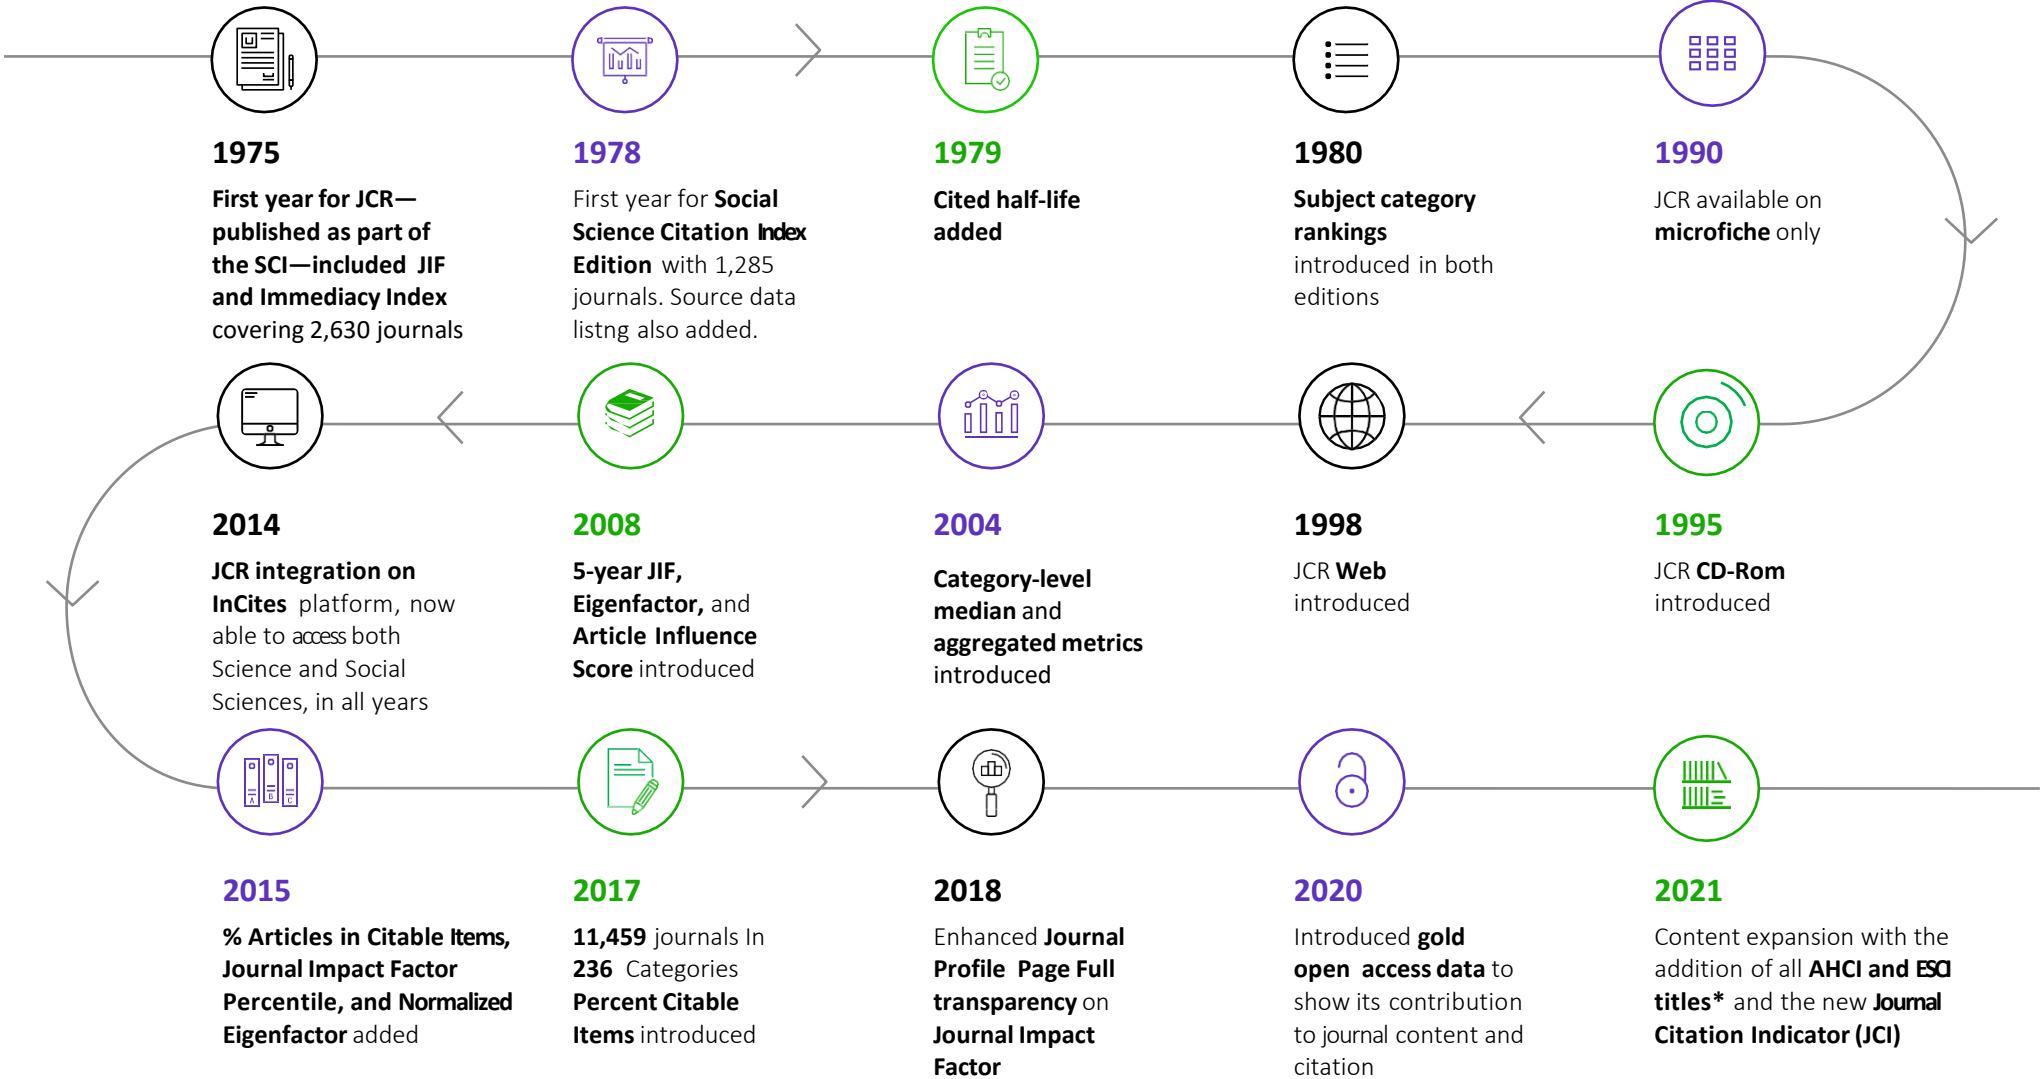 1975
First year for JCR—
published as part of
the SCI—included JIF
and Immediacy Index
covering 2,630 journals
1978
First year for Social
Science Citation Index
Edition with 1,285
journals. Source data
listng also added.
1979
Cited half-life
added
1980
Subject category
rankings
introduced in both
editions
1990
JCR available on
microfiche only
1995
JCR CD-Rom
introduced
1998
JCR Web
introduced
2004
Category-level
median and
aggregated metrics
introduced
2008
5-year JIF,
Eigenfactor, and
Article Influence
Score introduced
2014
JCR integration on
InCites platform, now
able to access both
Science and Social
Sciences, in all years
A B C
2015
% Articles in Citable Items,
Journal Impact Factor
Percentile, and Normalized
Eigenfactor added
2017
11,459 journals In
236 Categories
Percent Citable
Items introduced
2018
Enhanced Journal
Profile Page Full
transparency on
Journal Impact
Factor
2020
Introduced gold
open access data to
show its contribution
to journal content and
citation
2021
Content expansion with the
addition of all AHCI and ESCI
titles* and the new Journal
Citation Indicator (JCI)